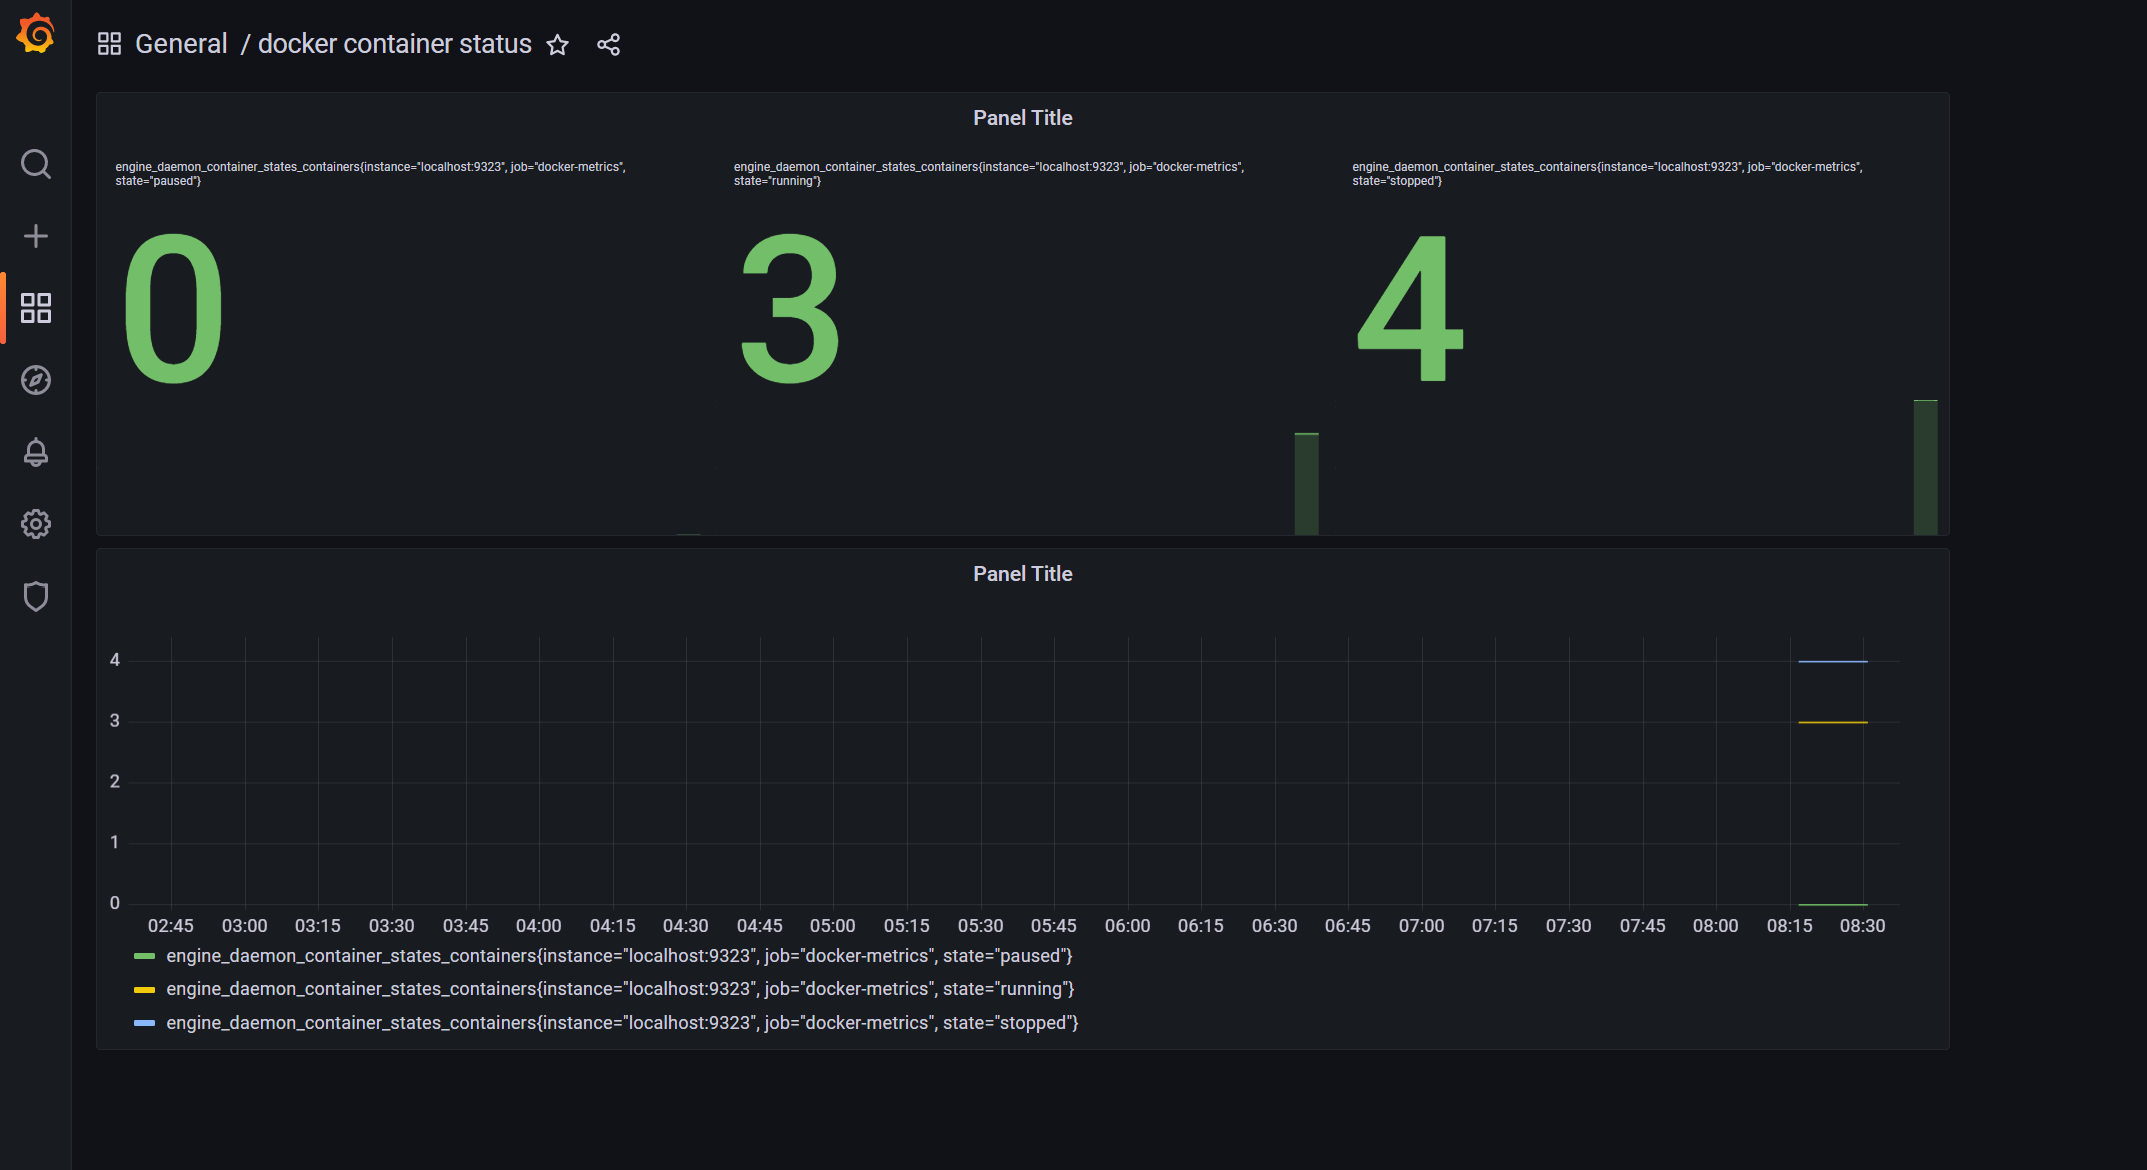 General / docker container status
Panel Title
engine_daemon_container_states_containers{instance="localhost:9323", job="docker-metrics",
state="paused"}
0
engine_daemon_container_states_containers{instance="localhost:9323", job="docker-metrics",
state="running"}
3
engine_daemon_container_states_containers{instance="localhost:9323", job="docker-metrics",
state="stopped"}
4
Panel Title
4
3
2
1
0
02:45 03:00 03:15 03:30 03:45 04:00 04:15 04:30 04:45 05:00 05:15 05:30 05:45 06:00 06:15 06:30 06:45 07:00 07:15 07:30 07:45 08:00 08:15 08:30
engine_daemon_container_states_containers{instance="localhost:9323", job="docker-metrics", state="paused"}
engine_daemon_container_states_containers{instance="localhost:9323", job="docker-metrics", state="running"}
engine_daemon_container_states_containers{instance="localhost:9323", job="docker-metrics", state="stopped"}